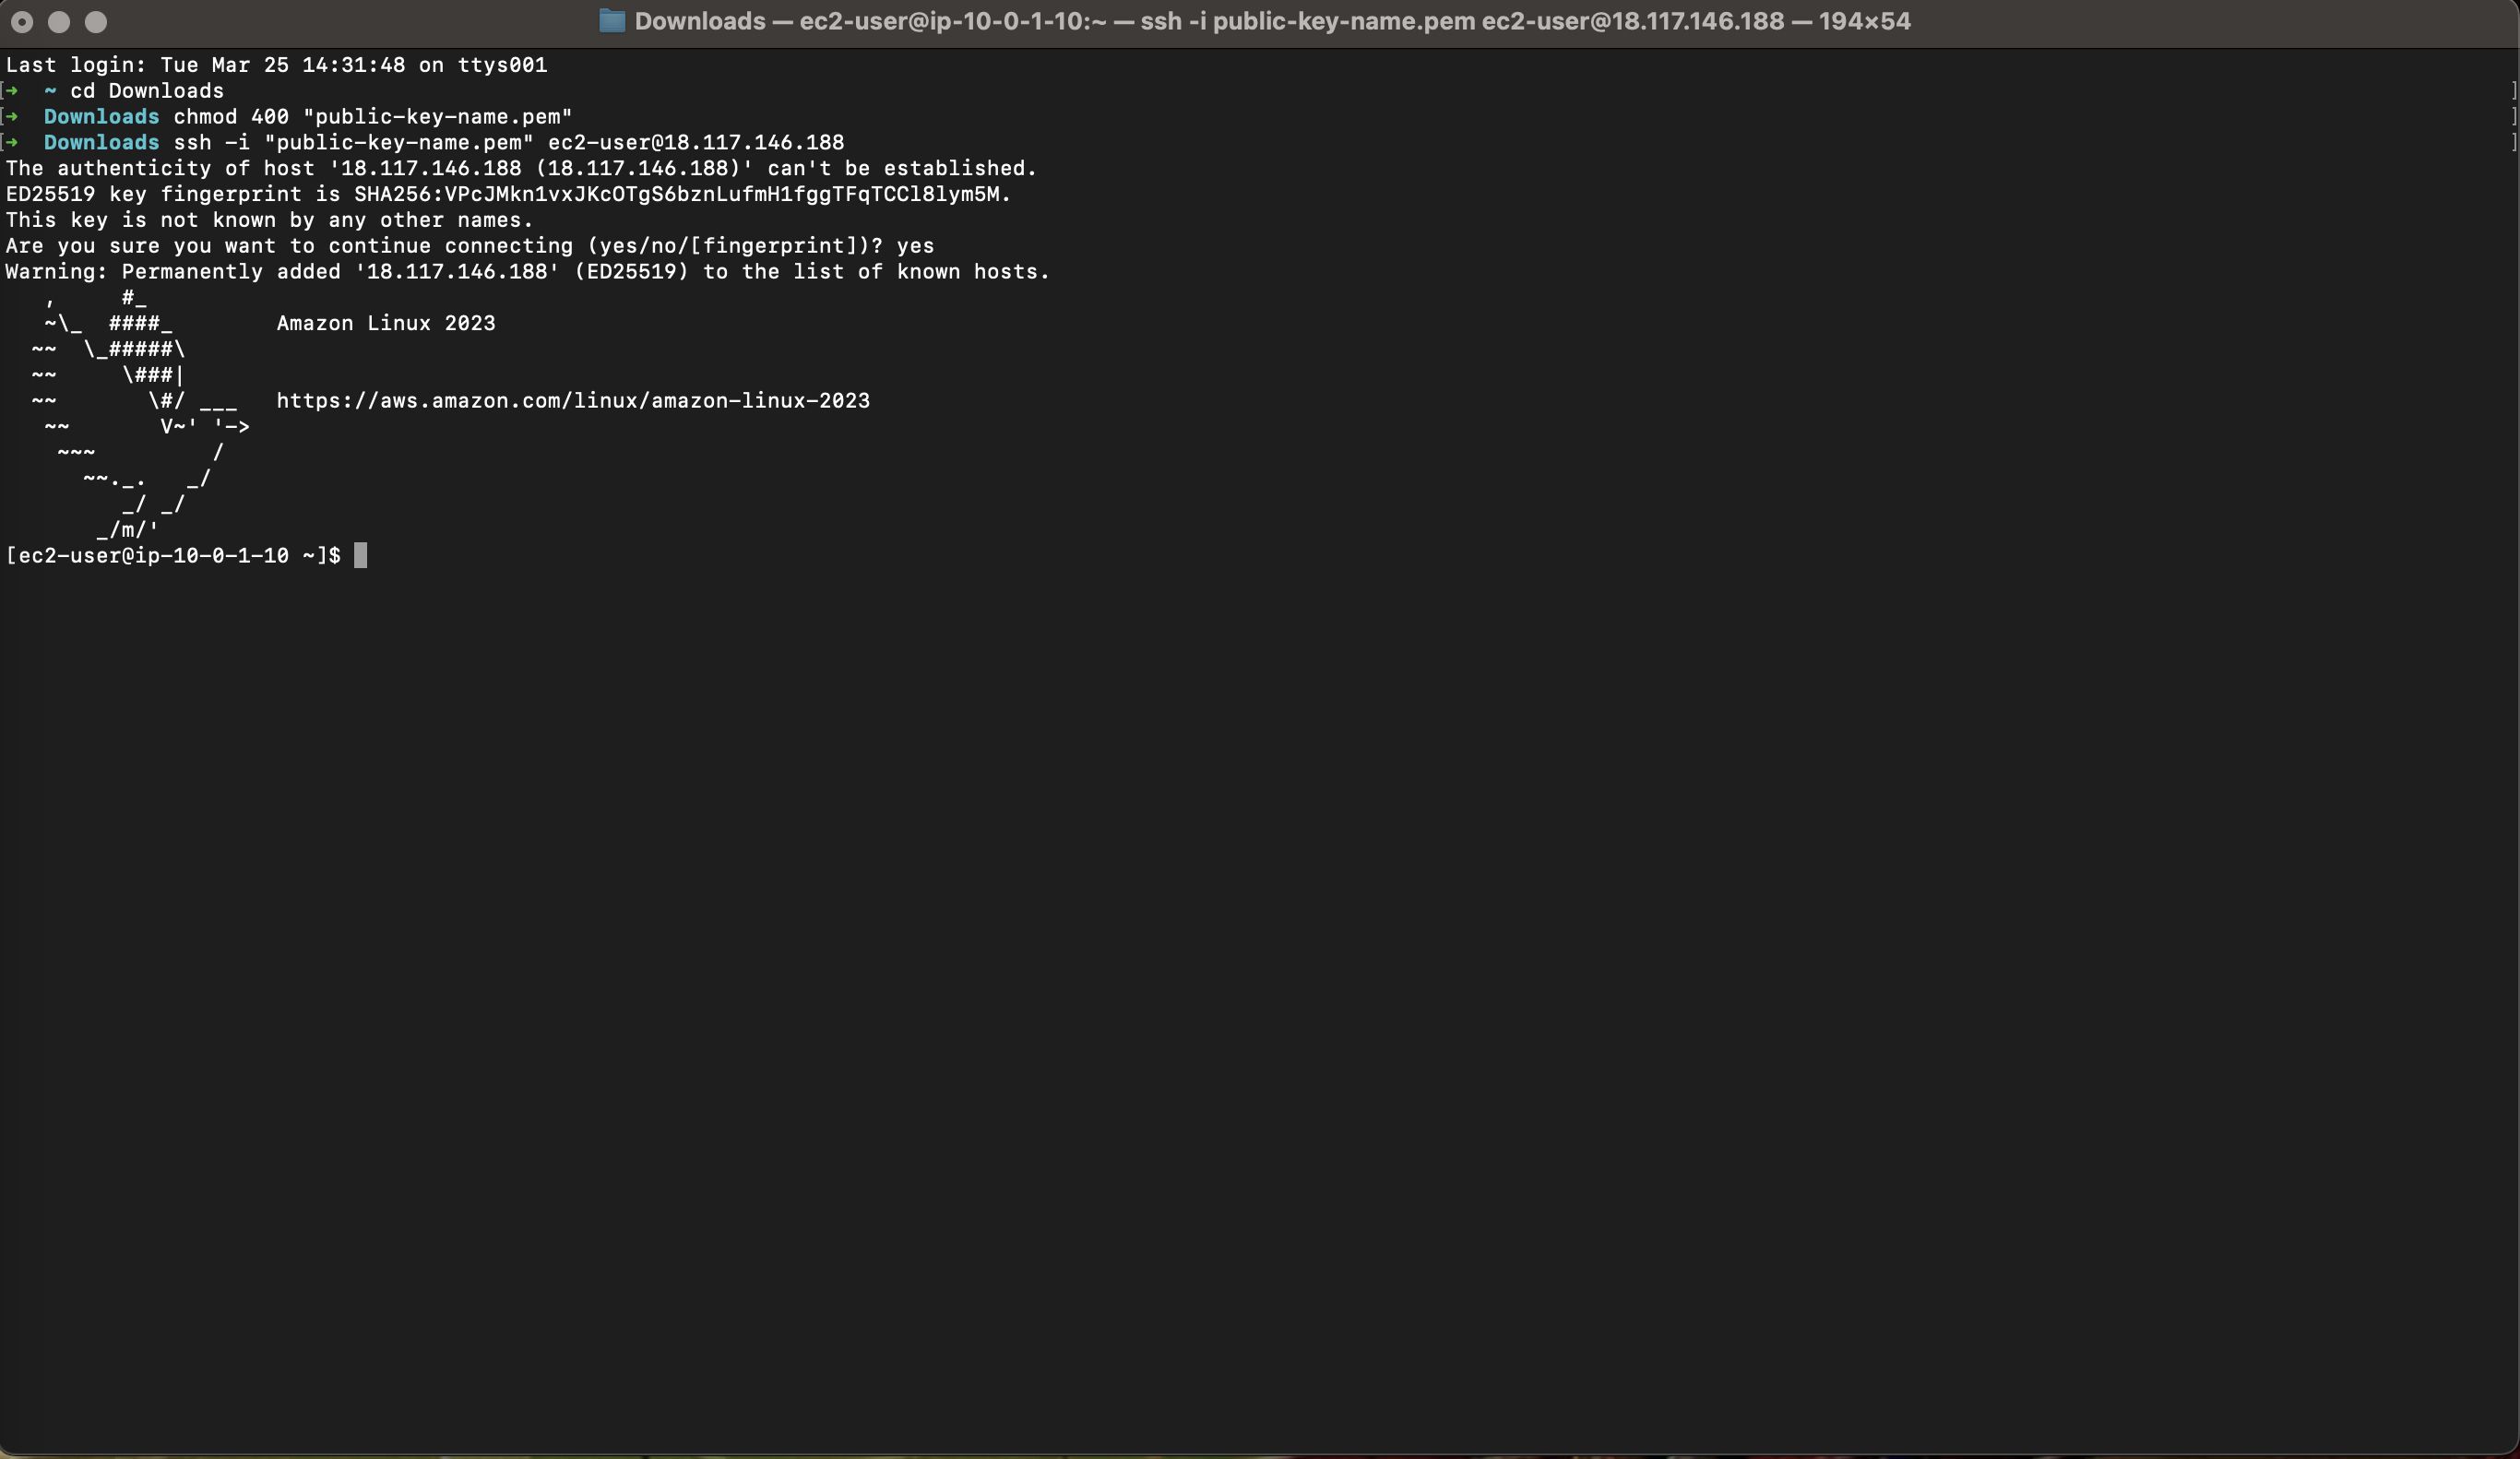 Downloads — ec2-user@ip-10-0-1-10:~ — ssh -i public-key-name.pem ec2-user@18.117.146.188 — 194×54
Last login: Tue Mar 25 14:31:48 on ttys001
[➜  ~ cd Downloads ]
[➜  Downloads chmod 400 "public-key-name.pem" ]
[➜  Downloads ssh -i "public-key-name.pem" ec2-user@18.117.146.188 ]
The authenticity of host '18.117.146.188 (18.117.146.188)' can't be established.
ED25519 key fingerprint is SHA256:VPcJMkn1vxJKcOTgS6bznLufmH1fggTFqTCCl8lym5M.
This key is not known by any other names.
Are you sure you want to continue connecting (yes/no/[fingerprint])? yes
Warning: Permanently added '18.117.146.188' (ED25519) to the list of known hosts.
   ,     #_
   ~\_  ####_        Amazon Linux 2023
  ~~  \_#####\
  ~~     \###|
  ~~       \#/ ___   https://aws.amazon.com/linux/amazon-linux-2023
   ~~       V~' '->
    ~~~         /
      ~~._.   _/
         _/ _/
       _/m/'
[ec2-user@ip-10-0-1-10 ~]$